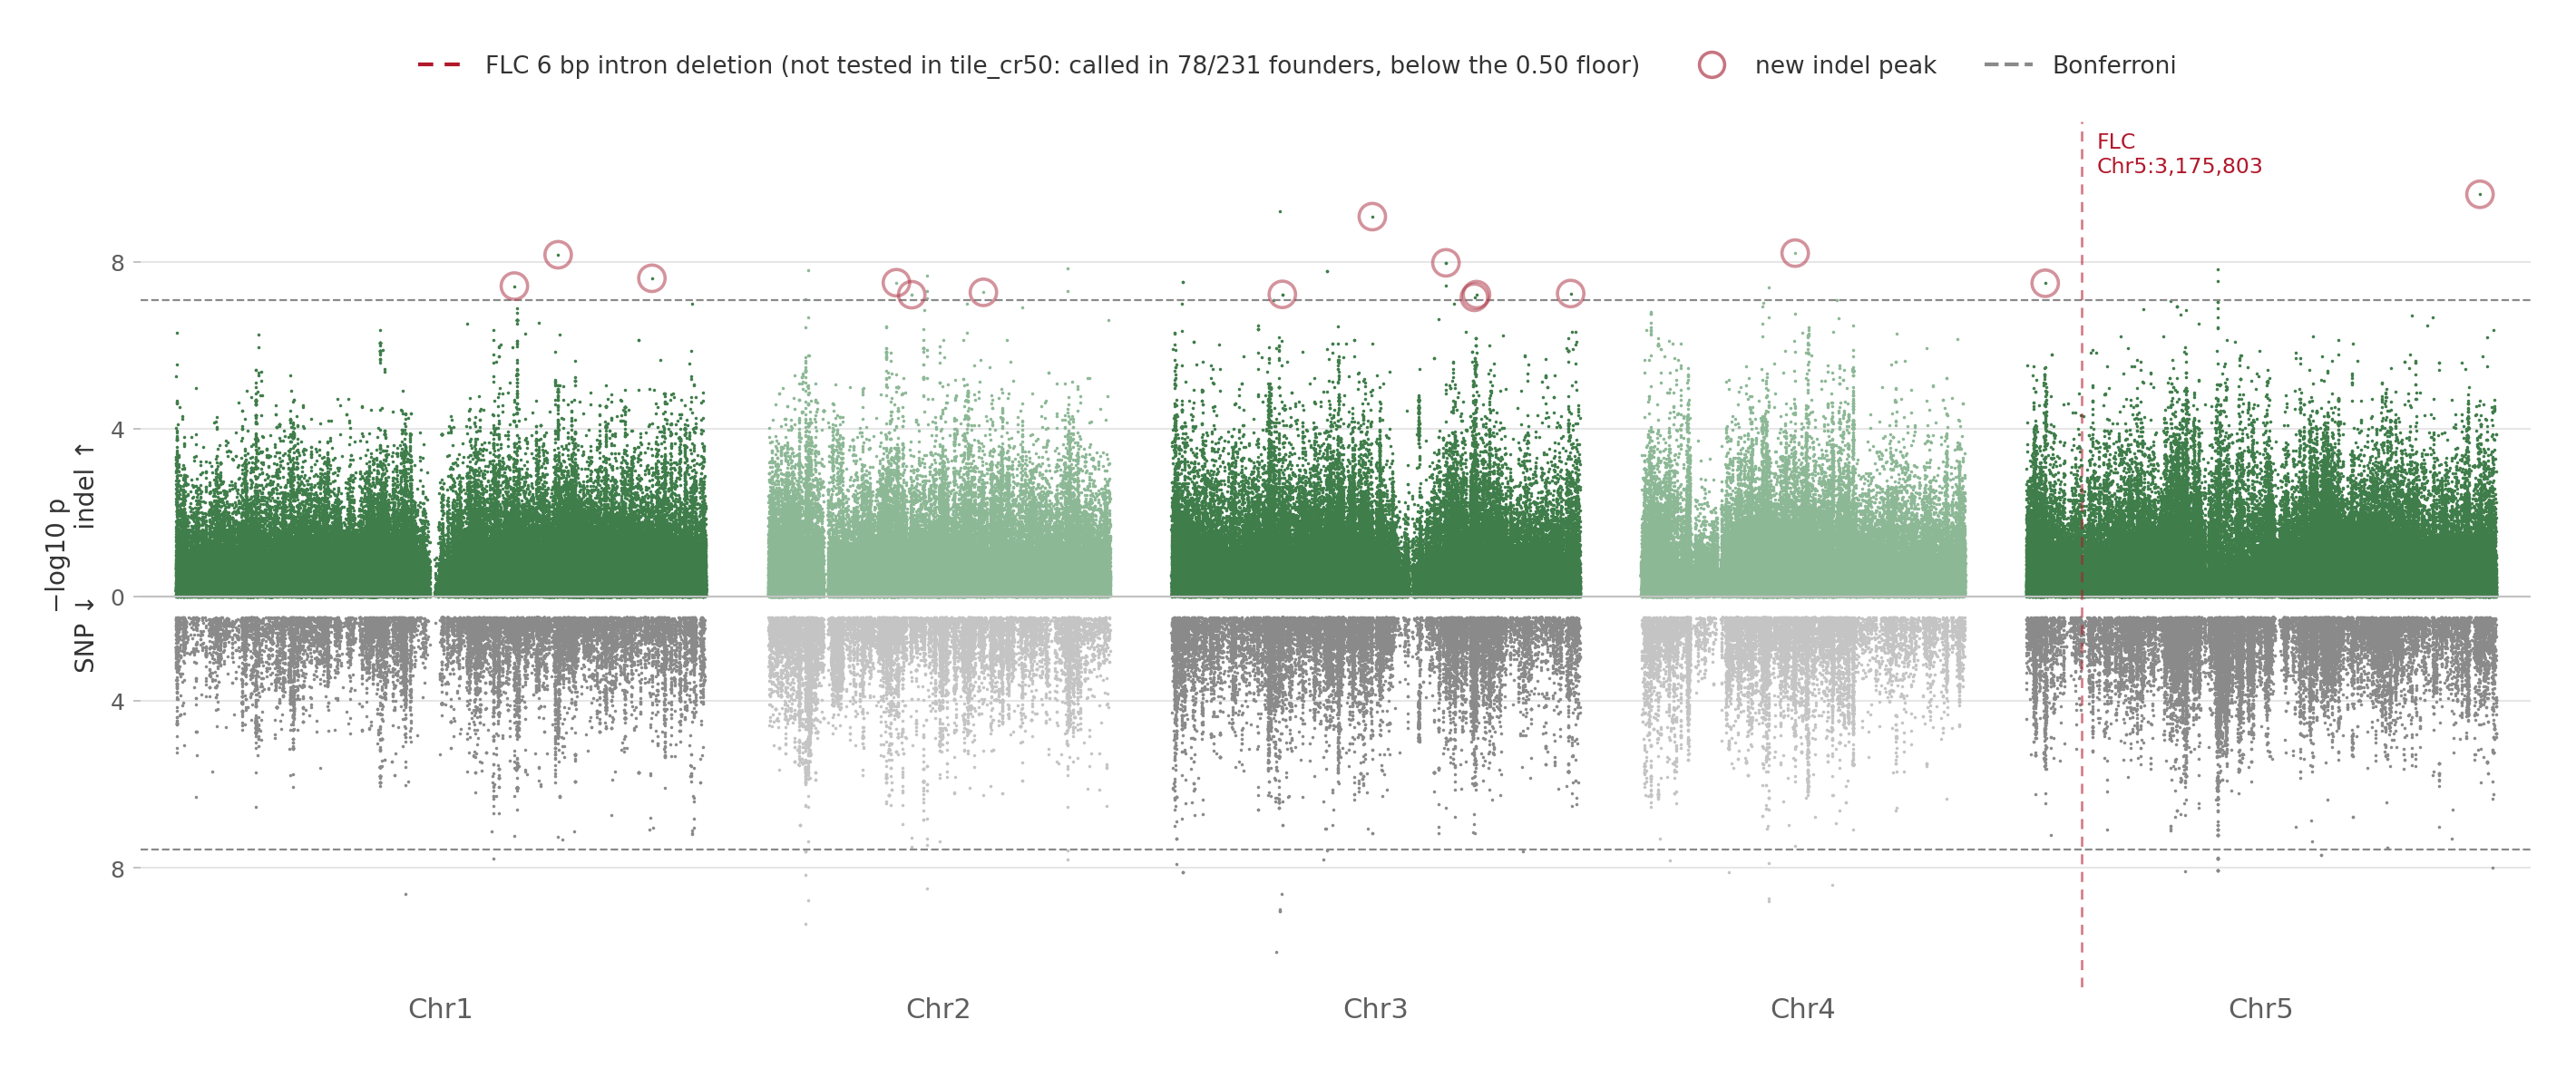 FLC 6 bp intron deletion (not tested in tile_cr50: called in 78/231 founders, below the 0.50 floor)
new indel peak
Bonferroni
FLC
Chr5:3,175,803
8
4
0
4
8
−log10 p
SNP ↓ indel ↑
Chr1
Chr2
Chr3
Chr4
Chr5